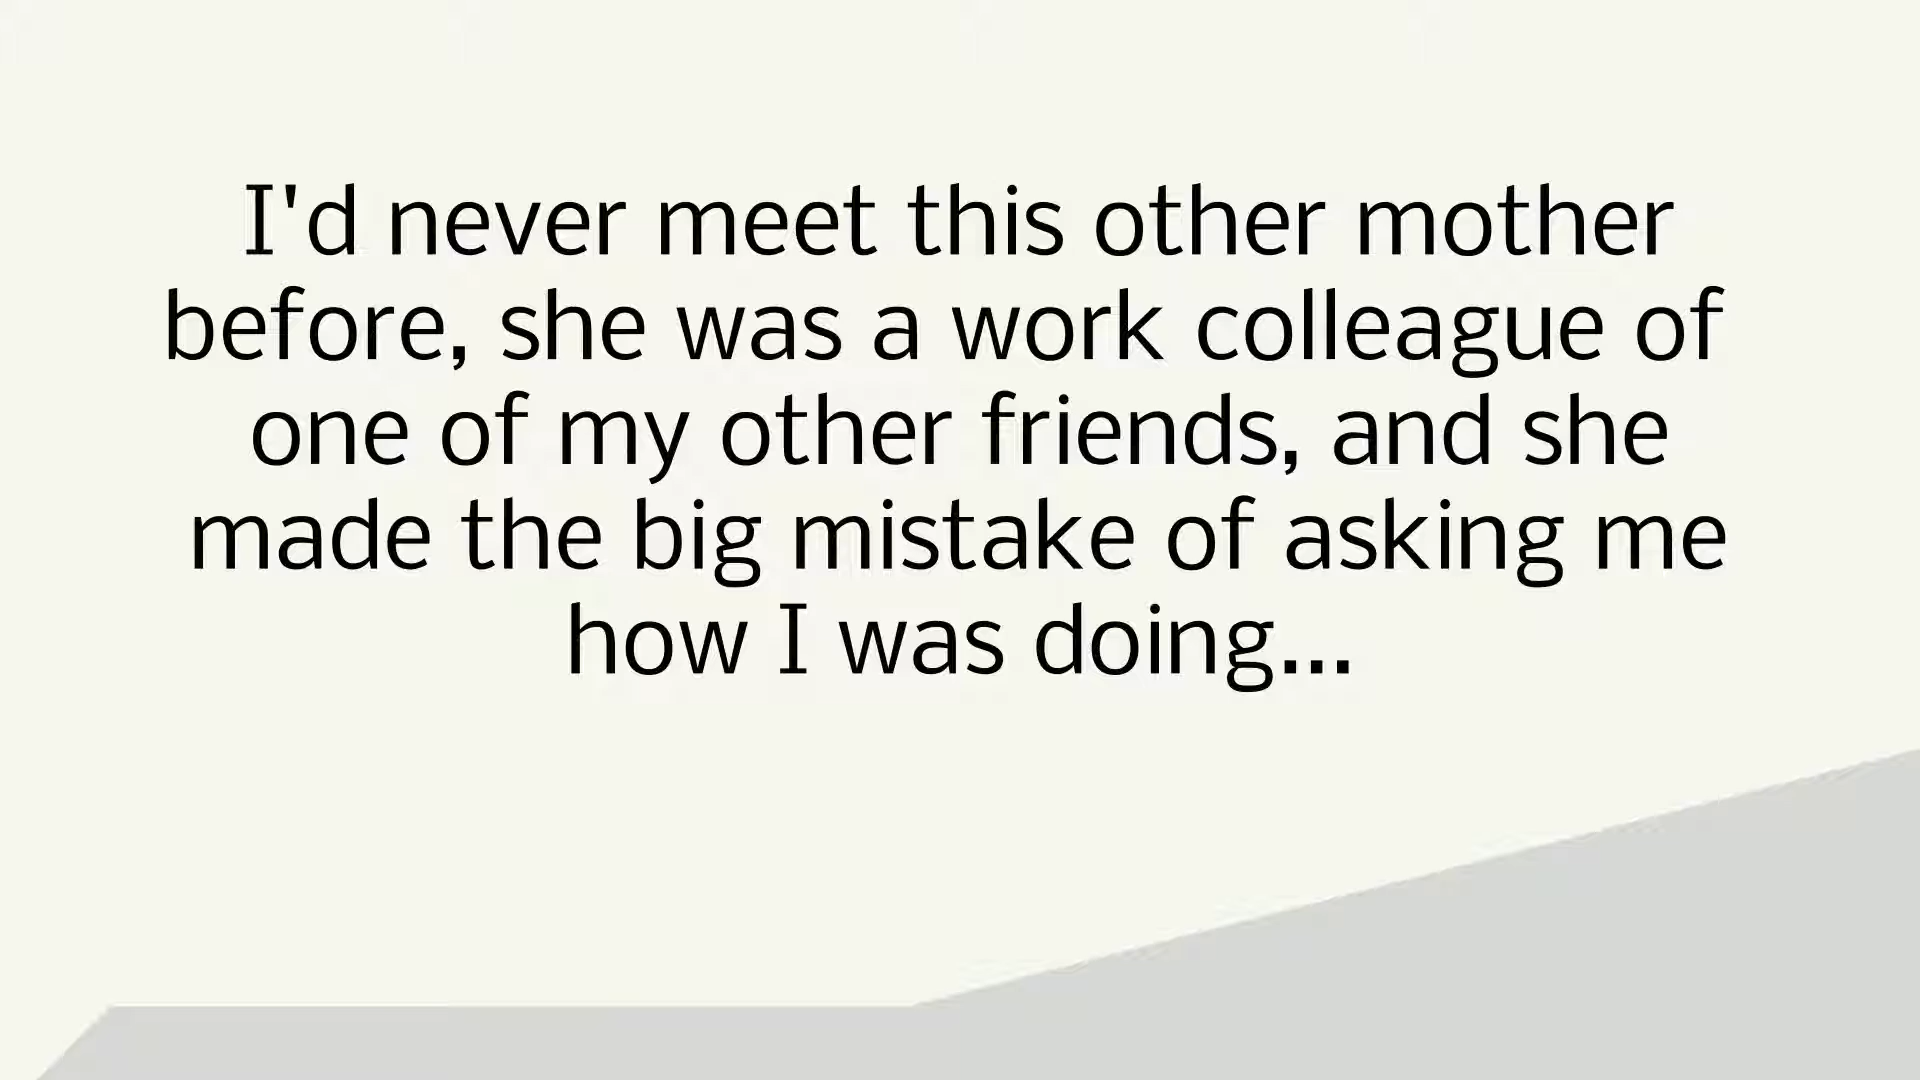 I'd never meet this other mother
before, she was a work colleague of
one of my other friends, and she
made the big mistake of asking me
how I was doing...